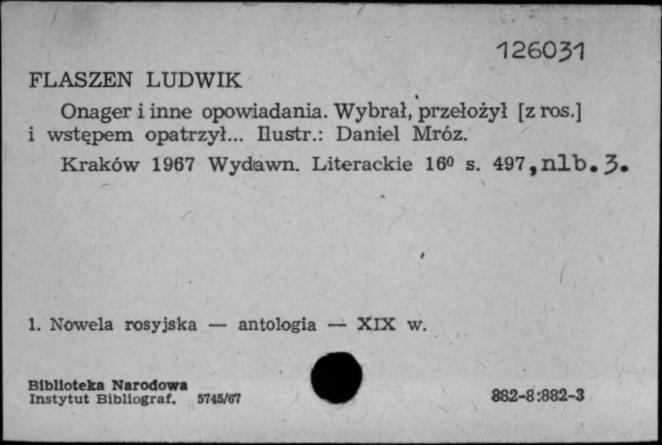 126031
FLASZEN LUDWIK
Onager i inne opowiadania. Wybrał, przełożył [z ros.]
i wstępem opatrzył... Ilustr.: Daniel Mróz.
Kraków 1967 Wydawn. Literackie 16⁰ s. 497, nlb. 3.
1. Nowela rosyjska — antologia — XIX w.
Biblioteka Narodowa
Instytut Bibliograf. 5745/67
882-8:882-3